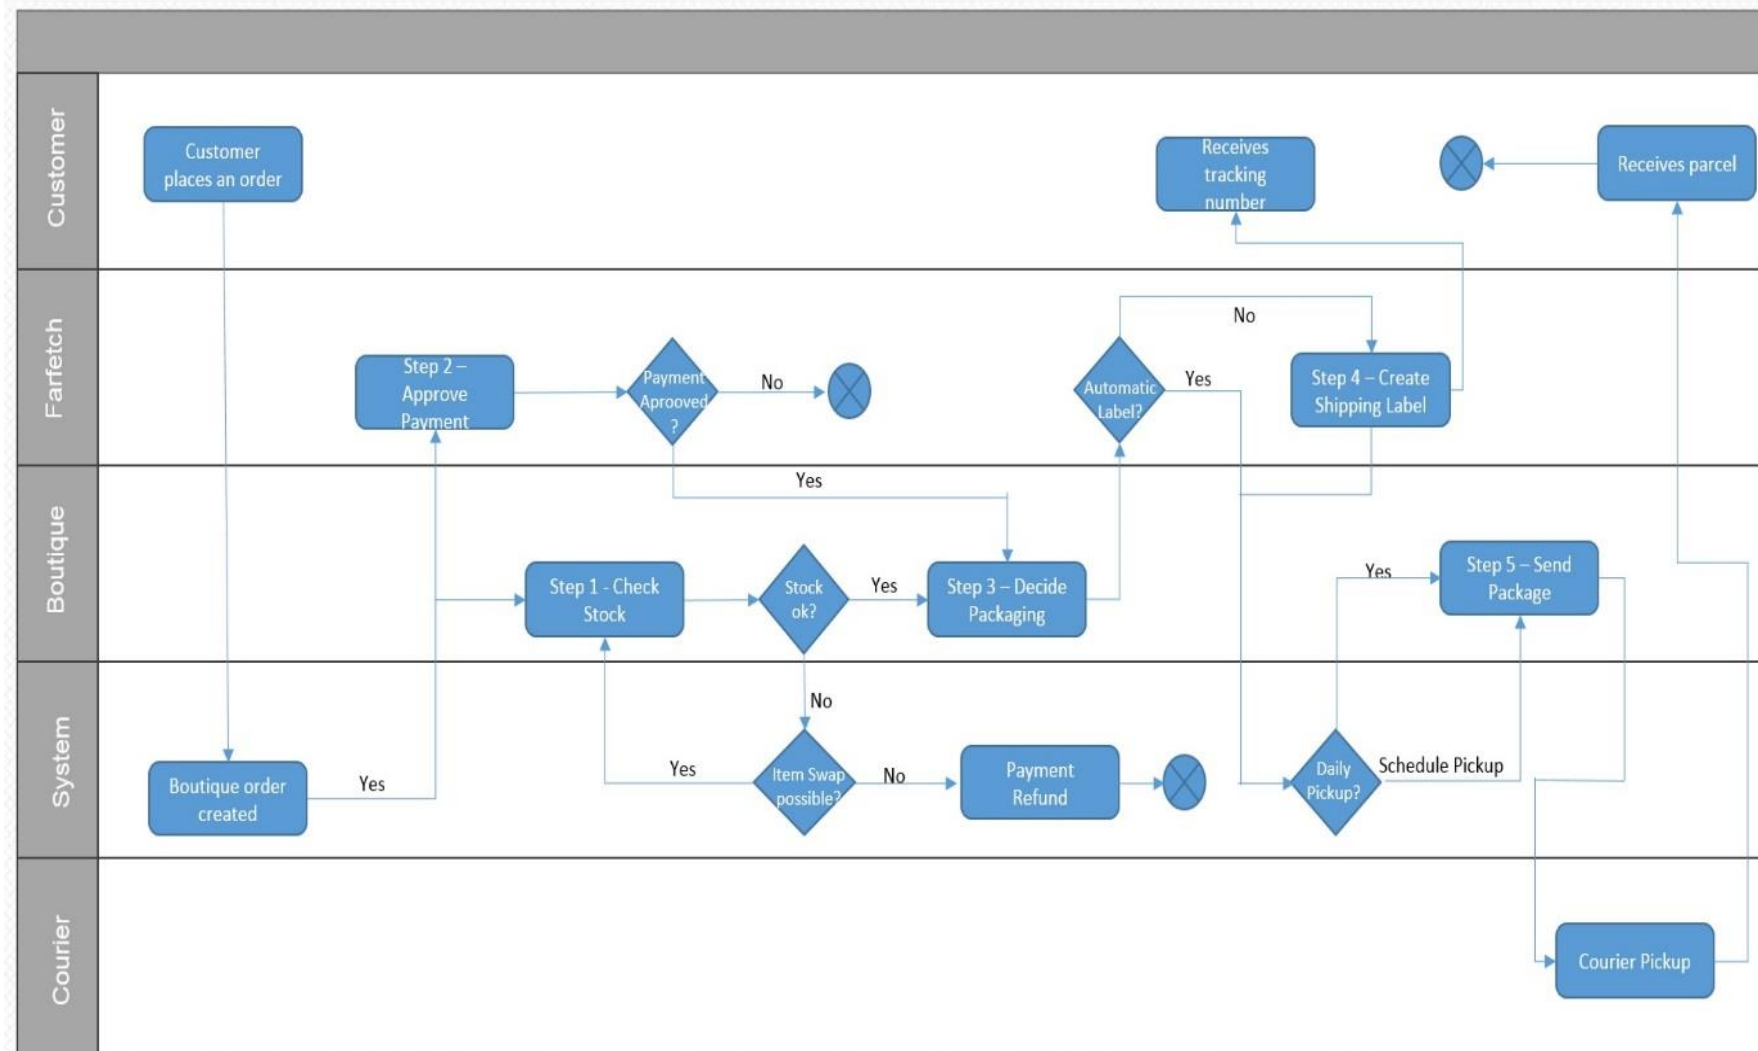 Customer
Customer
places an order
Receives
tracking
number
Receives parcel
Farfetch
Step 2 –
Approve
Payment
Payment
Aprooved
?
No
Yes
Automatic
Label?
No
Yes
Step 4 – Create
Shipping Label
Boutique
Step 1 - Check
Stock
Stock
ok?
Yes
No
Step 3 – Decide
Packaging
Yes
Step 5 – Send
Package
System
Boutique order
created
Yes
Yes
Item Swap
possible?
No
Payment
Refund
Daily
Pickup?
Schedule Pickup
Courier
Courier Pickup